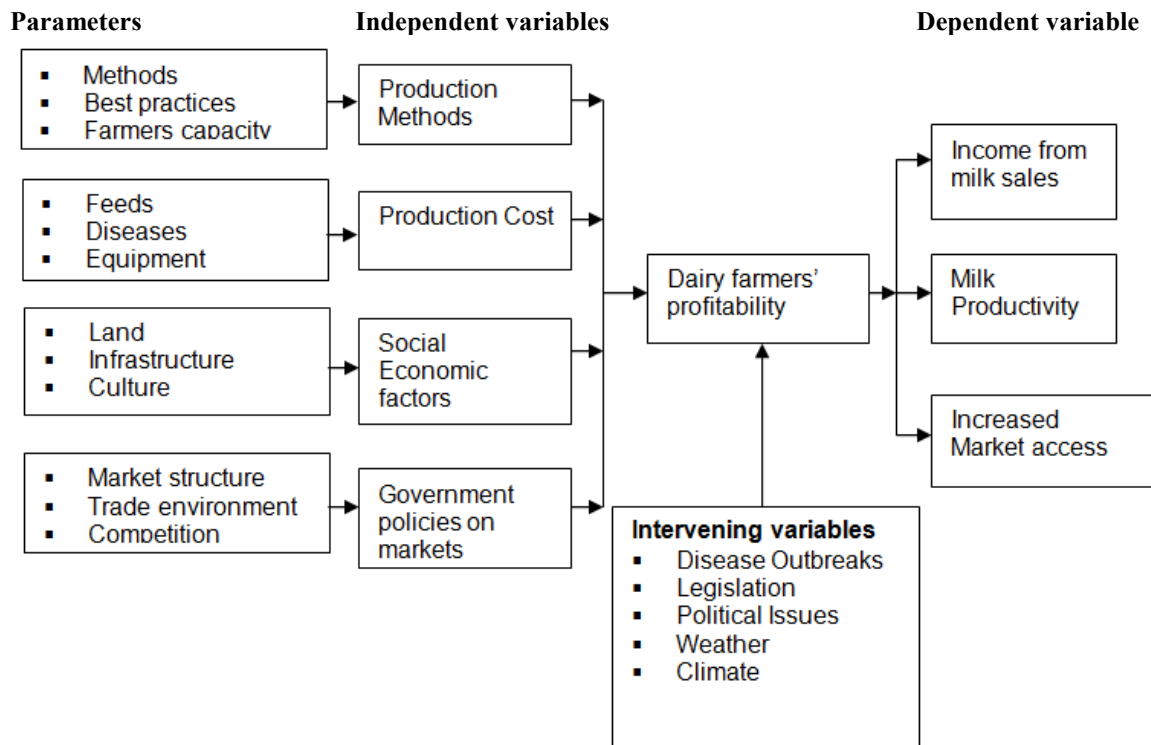 Parameters
Independent variables
Dependent variable
▪ Methods
▪ Best practices
▪ Farmers capacity
Production
Methods
▪ Feeds
▪ Diseases
▪ Equipment
Production Cost
▪ Land
▪ Infrastructure
▪ Culture
Social
Economic
factors
▪ Market structure
▪ Trade environment
▪ Competition
Government
policies on
markets
Dairy farmers’
profitability
Intervening variables
▪ Disease Outbreaks
▪ Legislation
▪ Political Issues
▪ Weather
▪ Climate
Income from
milk sales
Milk
Productivity
Increased
Market access